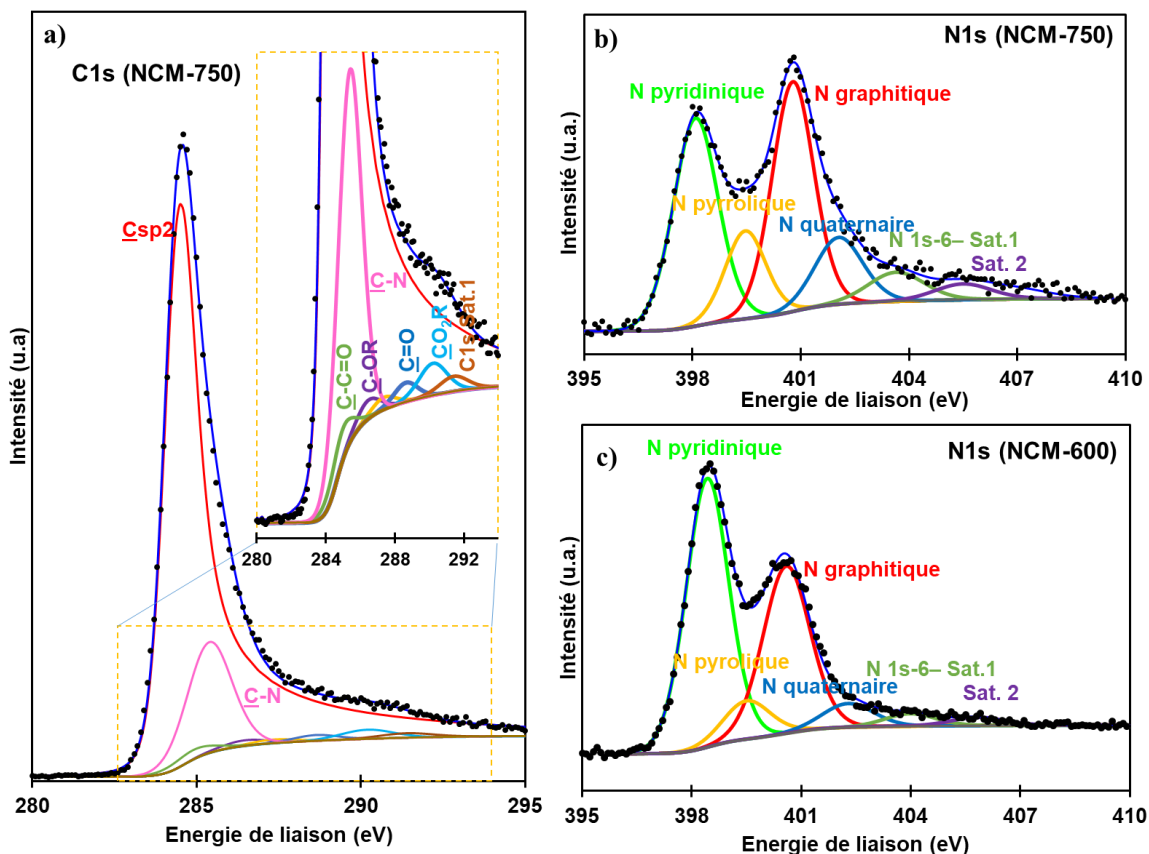 a)
C1s (NCM-750)
Intensité (u.a)
Csp2
C-N
C-C=O
C-OR
C=O
CO2R
C1s-Sat.1
280 284 288 292
C-N
280 285 290 295
Energie de liaison (eV)
b)
N1s (NCM-750)
Intensité (u.a.)
N pyridinique
N graphitique
N pyrrolique
N quaternaire
N 1s-6– Sat.1
Sat. 2
395 398 401 404 407 410
Energie de liaison (eV)
c)
N1s (NCM-600)
Intensité (u.a.)
N pyridinique
N graphitique
N pyrolique
N quaternaire
N 1s-6– Sat.1
Sat. 2
395 398 401 404 407 410
Energie de liaison (eV)